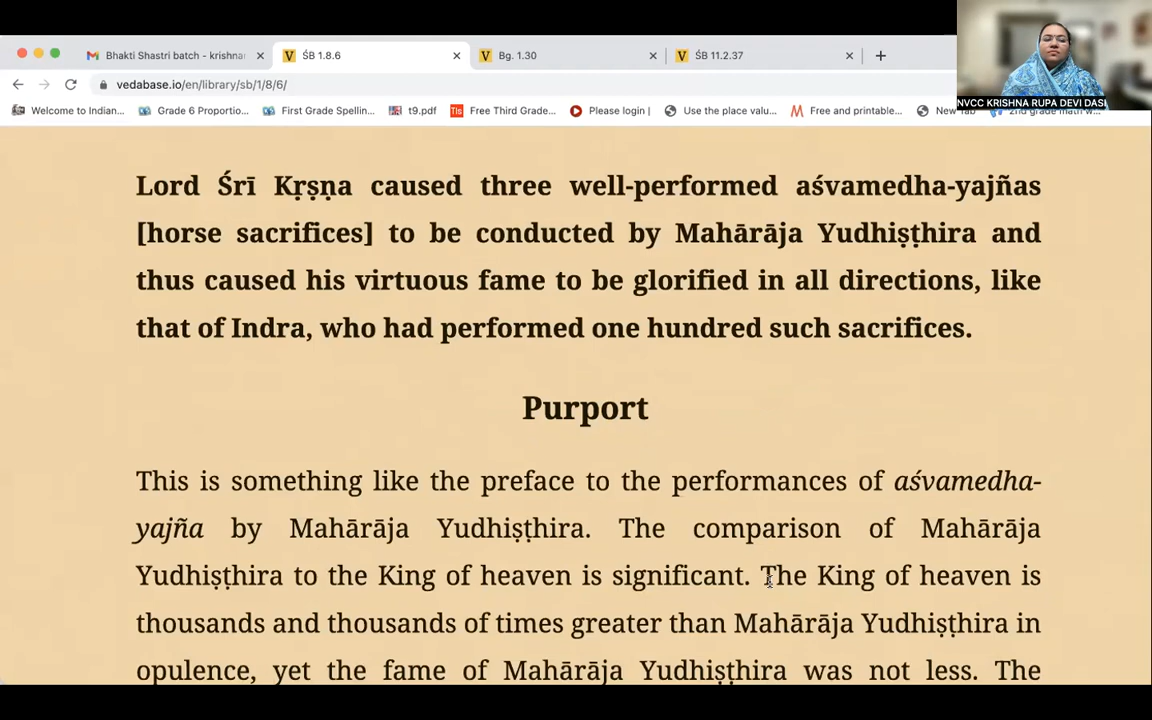 Bhakti Shastri batch - krishna
ŚB 1.8.6
Bg. 1.30
ŚB 11.2.37
vedabase.io/en/library/sb/1/8/6/
Welcome to Indian...
Grade 6 Proportio...
First Grade Spellin...
t9.pdf
Free Third Grade...
Please login |
Use the place valu...
Free and printable...
New Tab
2nd grade math w...
NVCC KRISHNA RUPA DEVI DASI
Lord Śrī Kṛṣṇa caused three well-performed aśvamedha-yajñas
[horse sacrifices] to be conducted by Mahārāja Yudhiṣṭhira and
thus caused his virtuous fame to be glorified in all directions, like
that of Indra, who had performed one hundred such sacrifices.
Purport
This is something like the preface to the performances of aśvamedha-
yajña by Mahārāja Yudhiṣṭhira. The comparison of Mahārāja
Yudhiṣṭhira to the King of heaven is significant. The King of heaven is
thousands and thousands of times greater than Mahārāja Yudhiṣṭhira in
opulence, yet the fame of Mahārāja Yudhiṣṭhira was not less. The